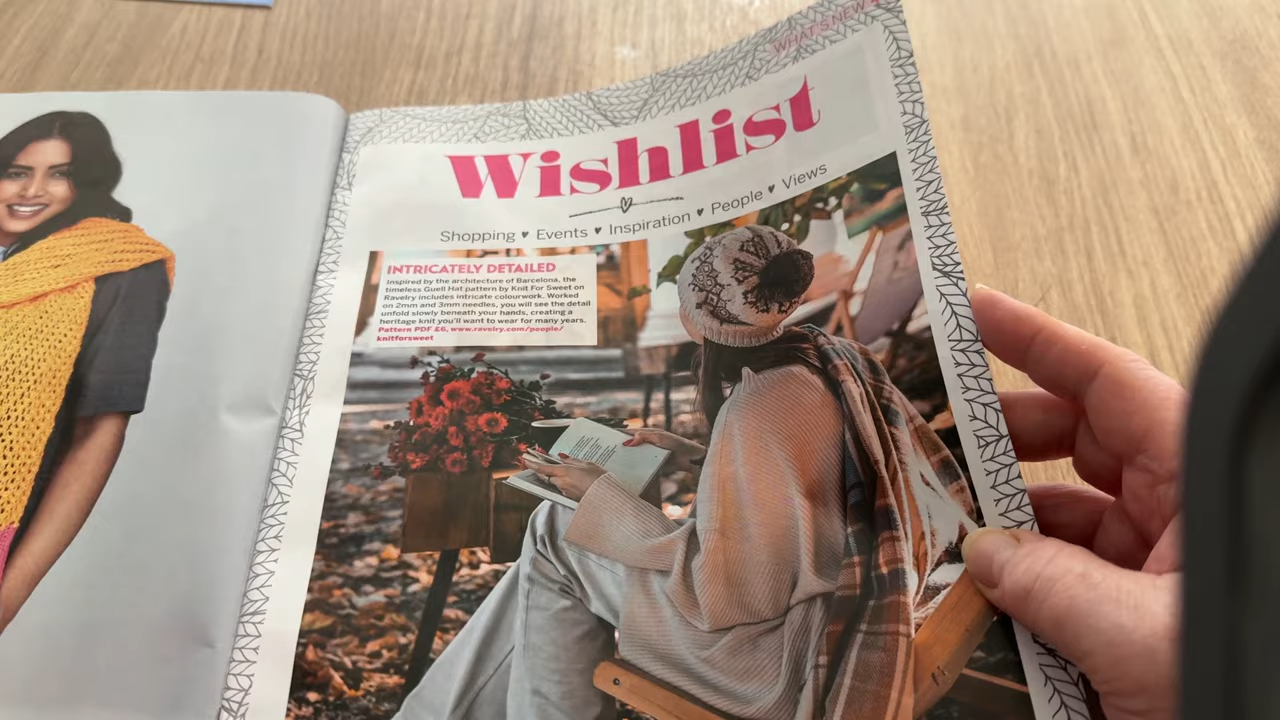 WHAT'S NEW
Wishlist
Shopping ♥ Events ♥ Inspiration ♥ People ♥ Views
INTRICATELY DETAILED
Inspired by the architecture of Barcelona, the
timeless Guell Hat pattern by Knit For Sweet on
Ravelry includes intricate colourwork. Worked
on 2mm and 3mm needles, you will see the detail
unfold slowly beneath your hands, creating a
heritage knit you'll want to wear for many years.
Pattern PDF £6, www.ravelry.com/people/
knitforsweet